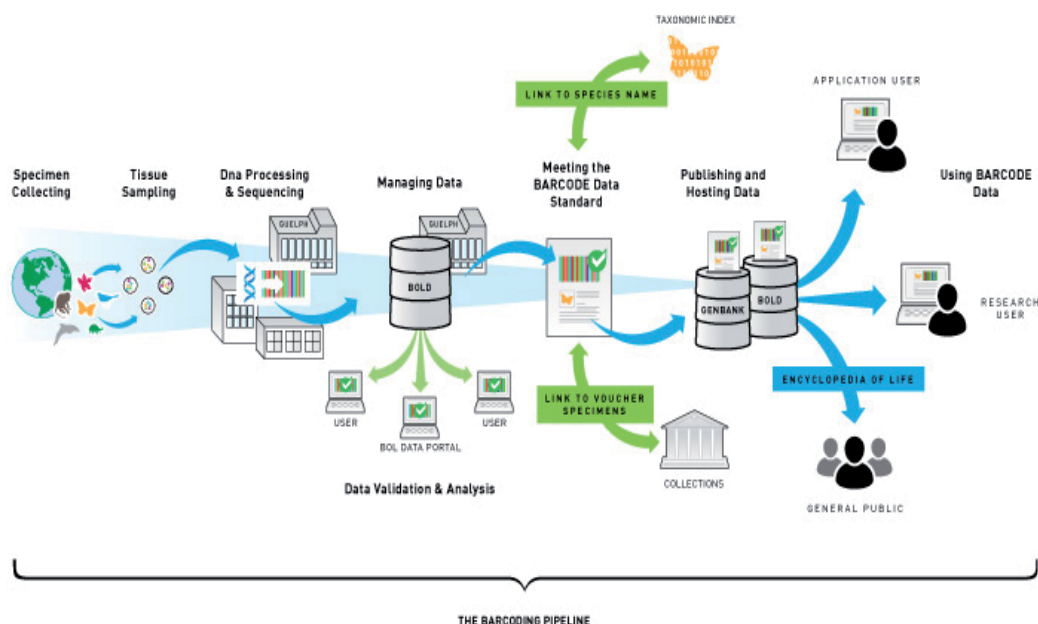 TAXONOMIC INDEX
LINK TO SPECIES NAME
APPLICATION USER
Specimen
Collecting
Tissue
Sampling
Dna Processing
& Sequencing
Managing Data
Meeting the
BARCODE Data
Standard
Publishing and
Hosting Data
Using BARCODE
Data
GUELPH
GUELPH
BOLD
GENBANK
BOLD
RESEARCH
USER
ENCYCLOPEDIA OF LIFE
LINK TO VOUCHER
SPECIMENS
USER
BOL DATA PORTAL
USER
Data Validation & Analysis
COLLECTIONS
GENERAL PUBLIC
THE BARCODING PIPELINE